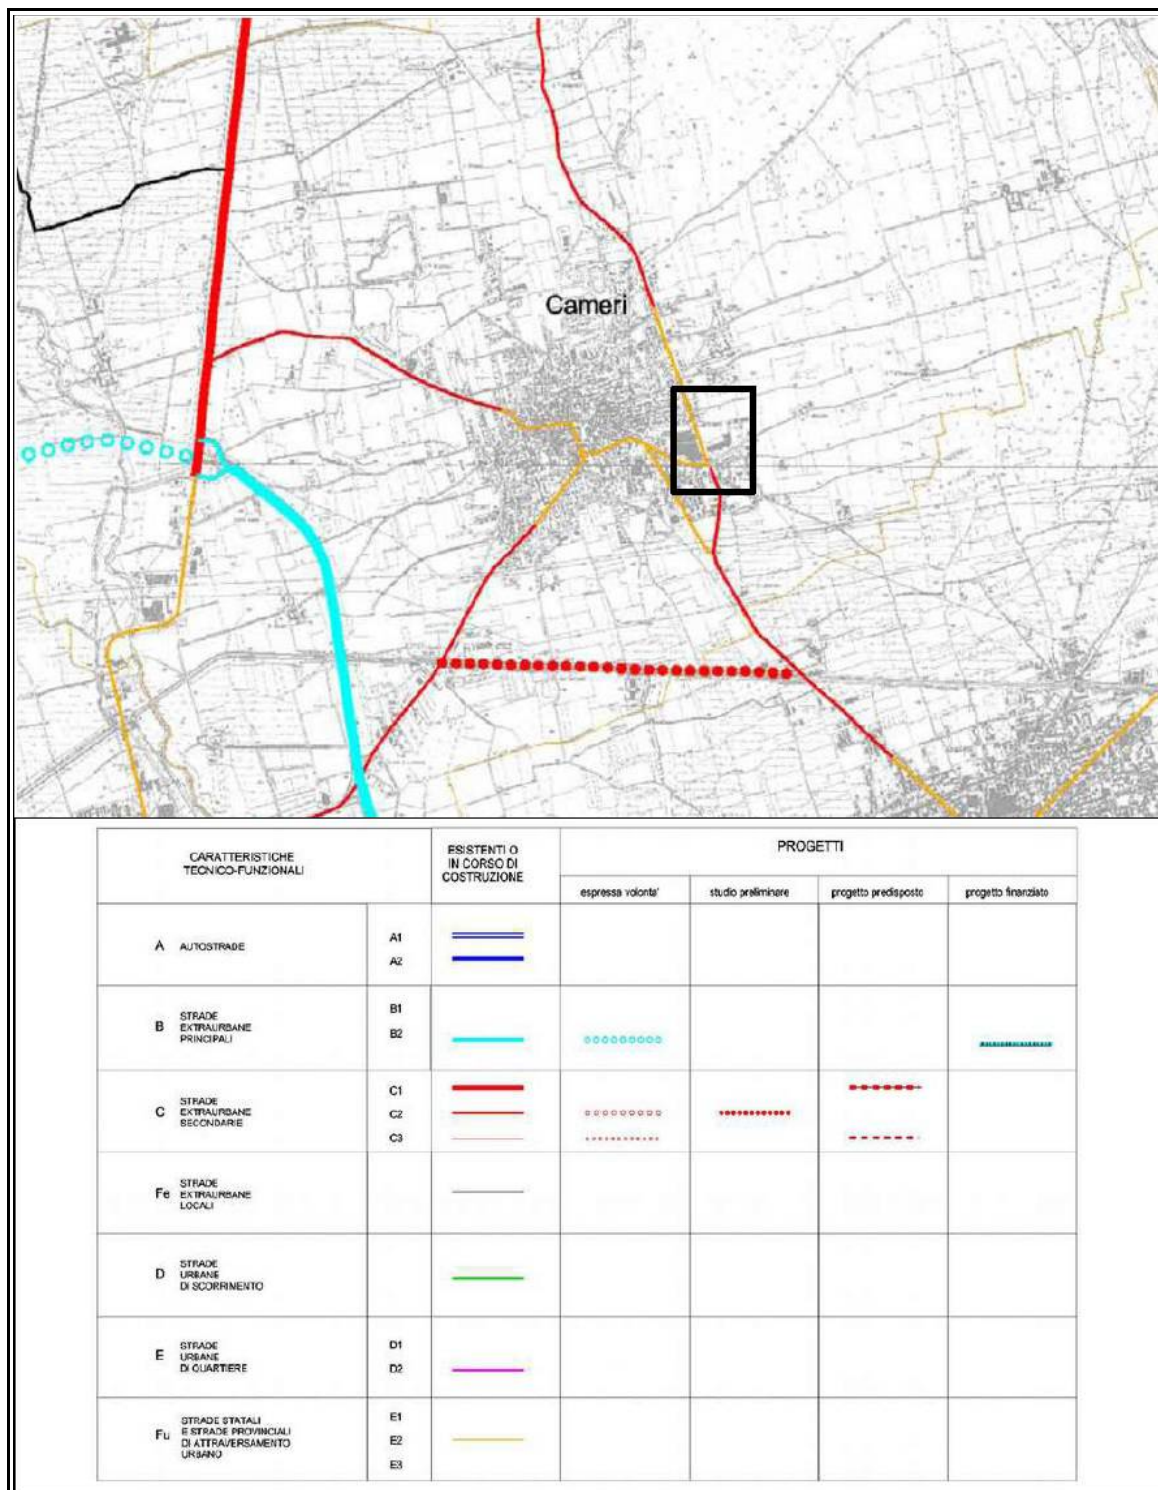 Cameri
CARATTERISTICHE
TECNICO-FUNZIONALI
ESISTENTI O
IN CORSO DI
COSTRUZIONE
PROGETTI
espressa volonta'
studio preliminare
progetto predisposto
progetto finanziato
A AUTOSTRADE
A1
A2
B STRADE
EXTRAURBANE
PRINCIPALI
B1
B2
C STRADE
EXTRAURBANE
SECONDARIE
C1
C2
C3
Fe STRADE
EXTRAURBANE
LOCALI
D STRADE
URBANE
DI SCORRIMENTO
E STRADE
URBANE
DI QUARTIERE
D1
D2
Fu STRADE STATALI
E STRADE PROVINCIALI
DI ATTRAVERSAMENTO
URBANO
E1
E2
E3